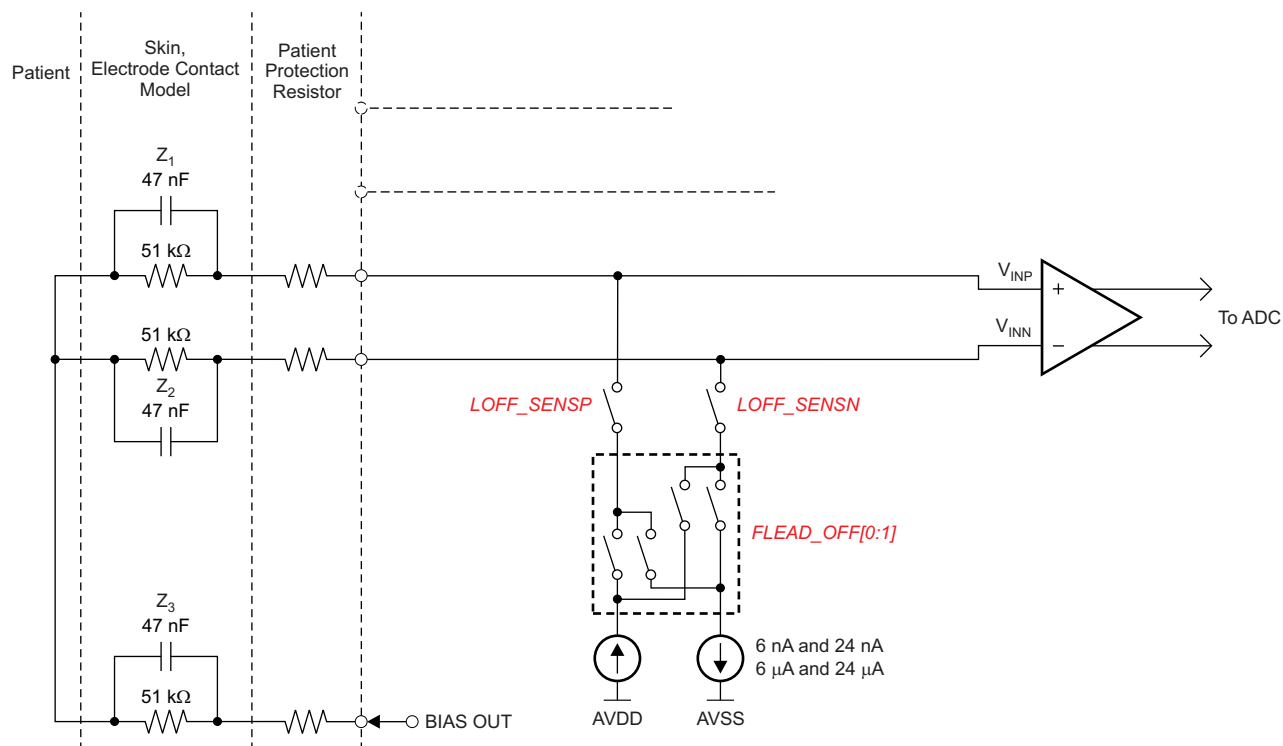 Patient
Skin,
Electrode Contact
Model
Patient
Protection
Resistor
Z1
47 nF
51 kΩ
51 kΩ
Z2
47 nF
Z3
47 nF
51 kΩ
BIAS OUT
LOFF_SENSP
LOFF_SENSN
FLEAD_OFF[0:1]
6 nA and 24 nA
6 μA and 24 μA
AVDD
AVSS
VINP
VINN
+
−
To ADC